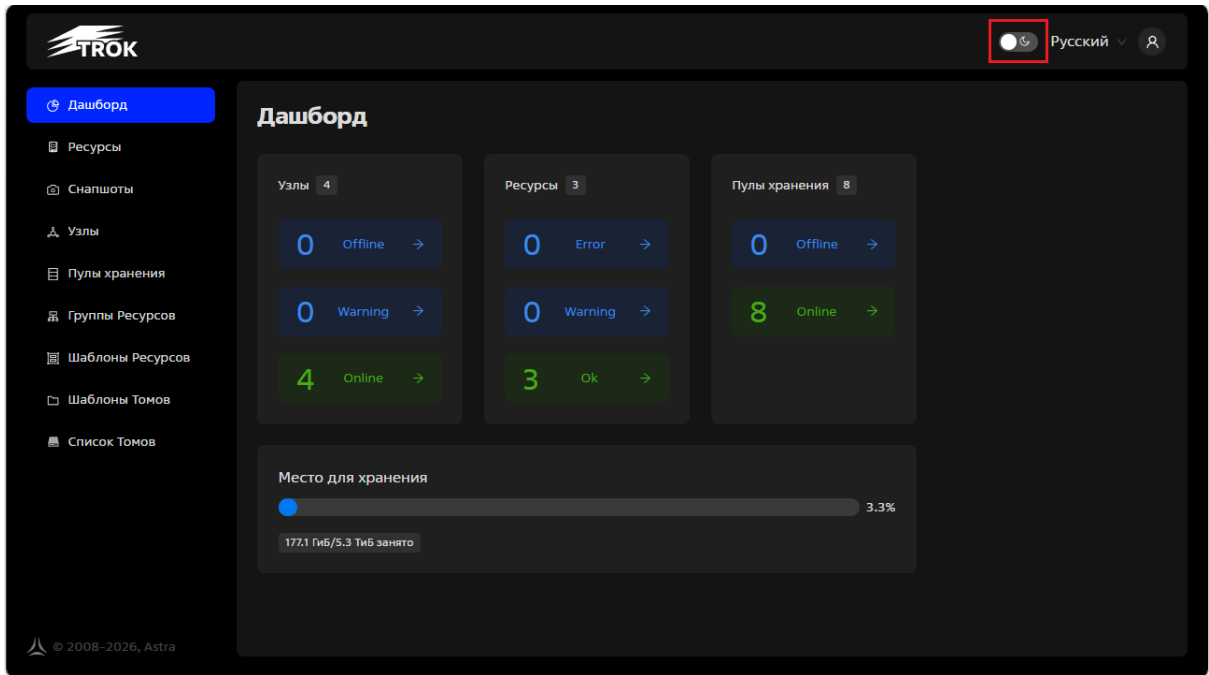 TROK
Русский
Дашборд
Ресурсы
Снапшоты
Узлы
Пулы хранения
Группы Ресурсов
Шаблоны Ресурсов
Шаблоны Томов
Список Томов
© 2008–2026, Astra
Дашборд
Узлы 4
0 Offline
0 Warning
4 Online
Ресурсы 3
0 Error
0 Warning
3 Ok
Пулы хранения 8
0 Offline
8 Online
Место для хранения
3.3%
177.1 ГиБ/5.3 ТиБ занято